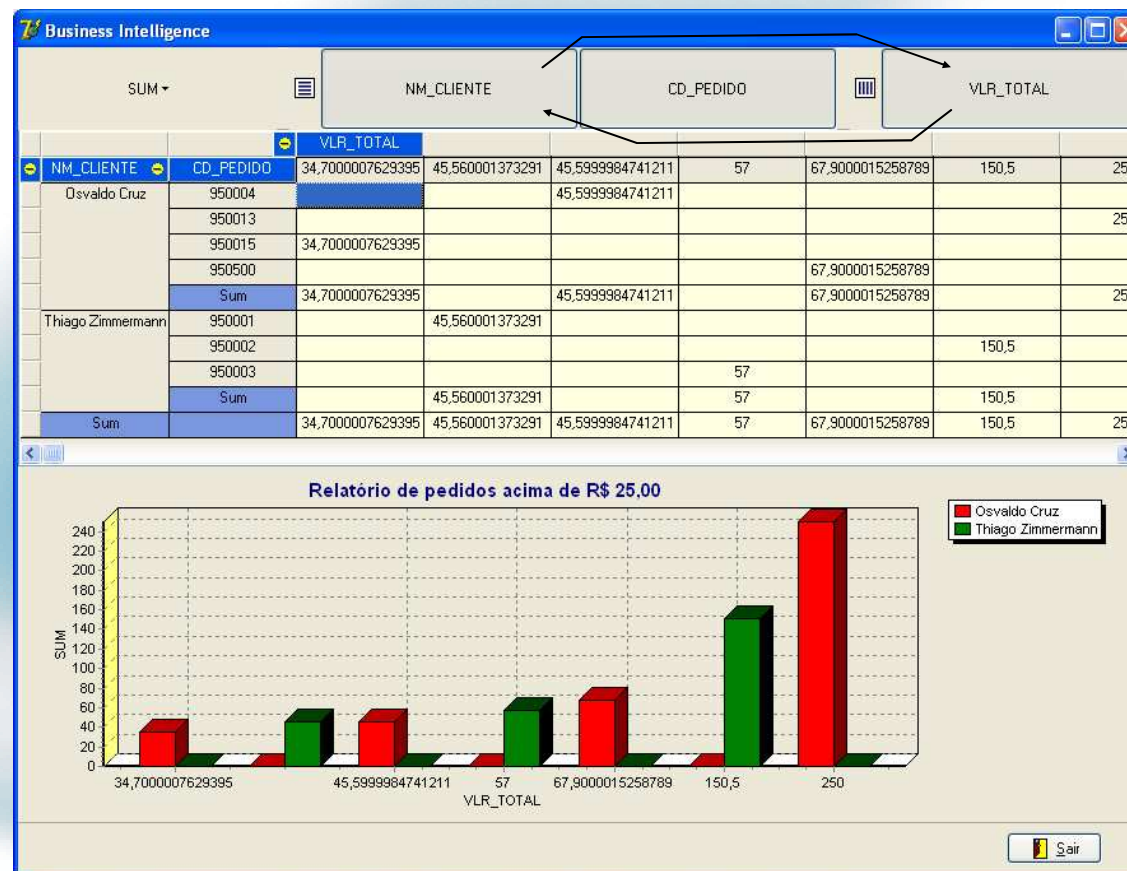 Business Intelligence
SUM NM_CLIENTE CD_PEDIDO VLR_TOTAL
VLR_TOTAL
NM_CLIENTE CD_PEDIDO 34,7000007629395 45,560001373291 45,5999984741211 57 67,9000015258789 150,5 25
Osvaldo Cruz 950004 45,5999984741211
950013 25
950015 34,7000007629395
950500 67,9000015258789
Sum 34,7000007629395 45,5999984741211 67,9000015258789 25
Thiago Zimmermann 950001 45,560001373291
950002 150,5
950003 57
Sum 45,560001373291 57 150,5
Sum 34,7000007629395 45,560001373291 45,5999984741211 57 67,9000015258789 150,5 25
Relatório de pedidos acima de R$ 25,00
Osvaldo Cruz
Thiago Zimmermann
240
220
200
180
160
140
120
100
80
60
40
20
0
SUM
34,7000007629395 45,5999984741211 57 67,9000015258789 150,5 250
VLR_TOTAL
Sair